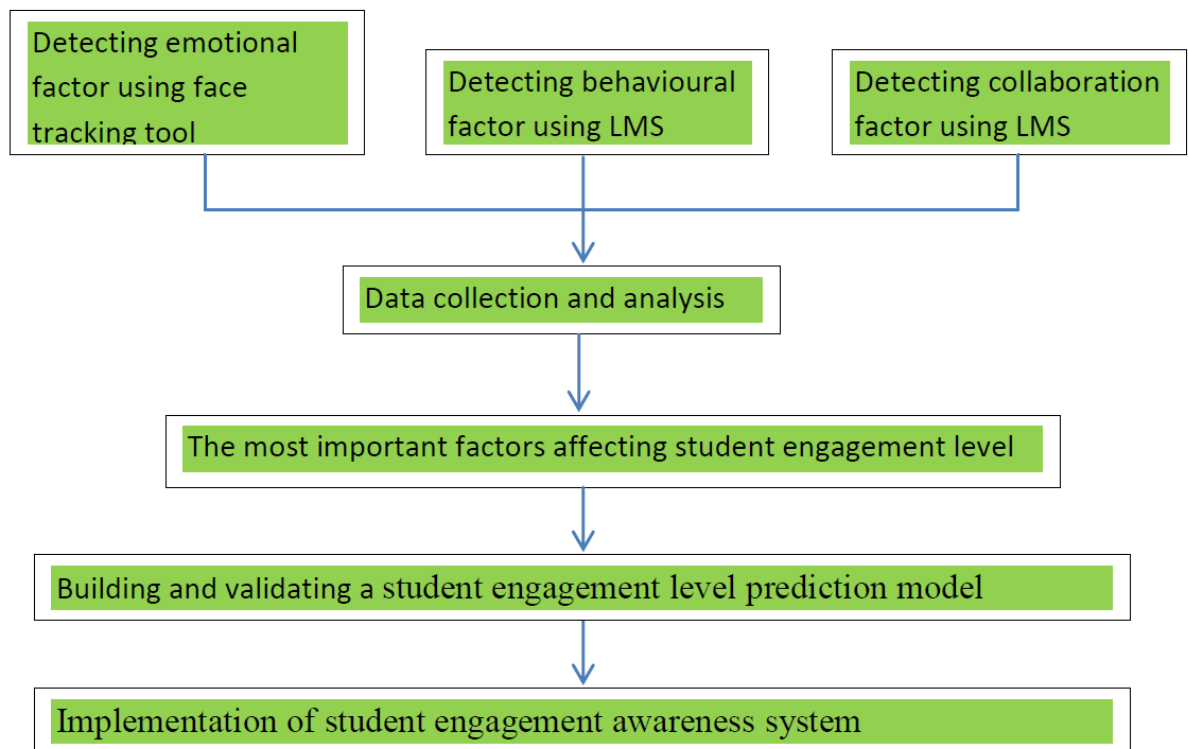 Detecting emotional
factor using face
tracking tool
Detecting behavioural
factor using LMS
Detecting collaboration
factor using LMS
Data collection and analysis
The most important factors affecting student engagement level
Building and validating a student engagement level prediction model
Implementation of student engagement awareness system